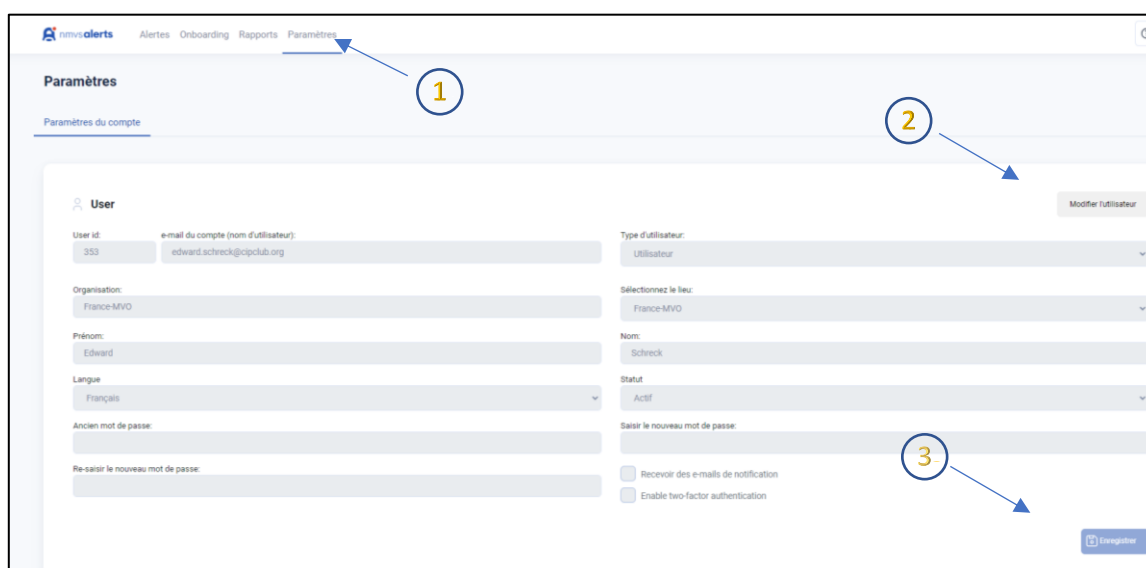 nmvsalerts Alertes Onboarding Rapports Paramètres
Paramètres
1
Paramètres du compte
2
User
Modifier l'utilisateur
User id: e-mail du compte (nom d'utilisateur): Type d'utilisateur:
353 edward.schreck@cipclub.org Utilisateur
Organisation: Sélectionnez le lieu:
France-MVO France-MVO
Prénom: Nom:
Edward Schreck
Langue Statut
Français Actif
Ancien mot de passe: Saisir le nouveau mot de passe:
3
Re-saisir le nouveau mot de passe: Recevoir des e-mails de notification
Enable two-factor authentication
Enregistrer